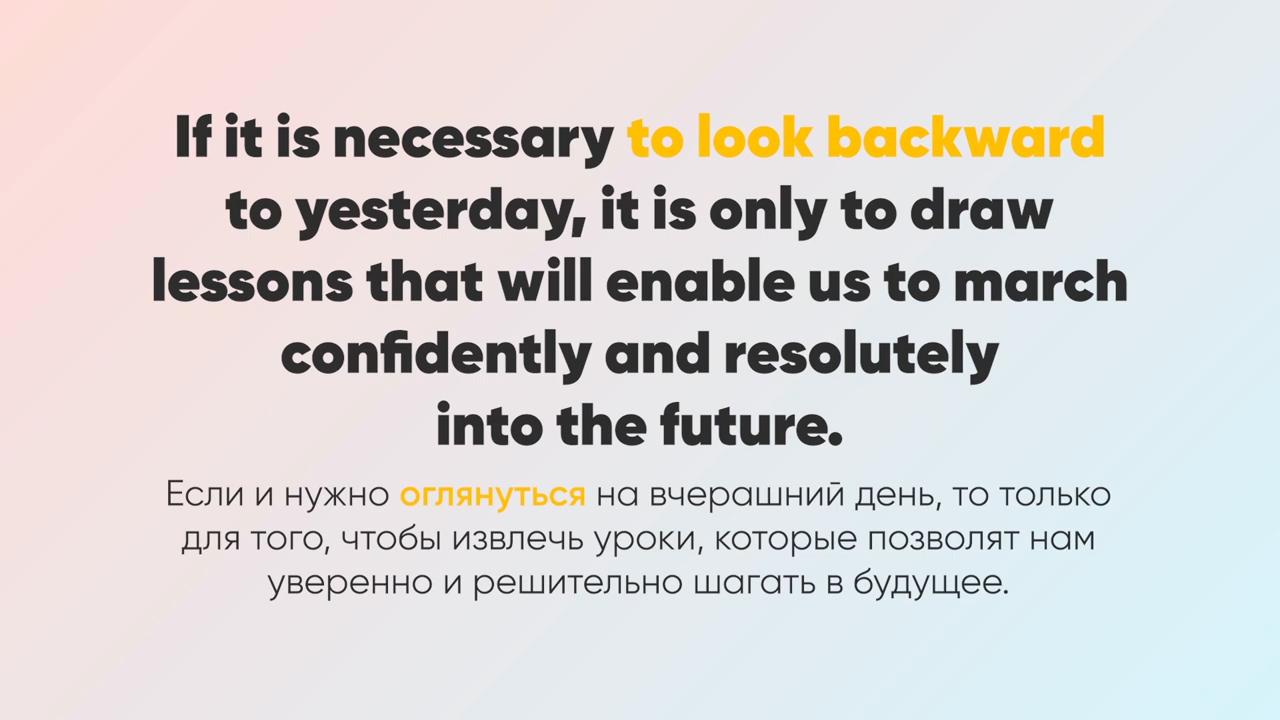 If it is necessary to look backward
to yesterday, it is only to draw
lessons that will enable us to march
confidently and resolutely
into the future.
Если и нужно оглянуться на вчерашний день, то только
для того, чтобы извлечь уроки, которые позволят нам
уверенно и решительно шагать в будущее.